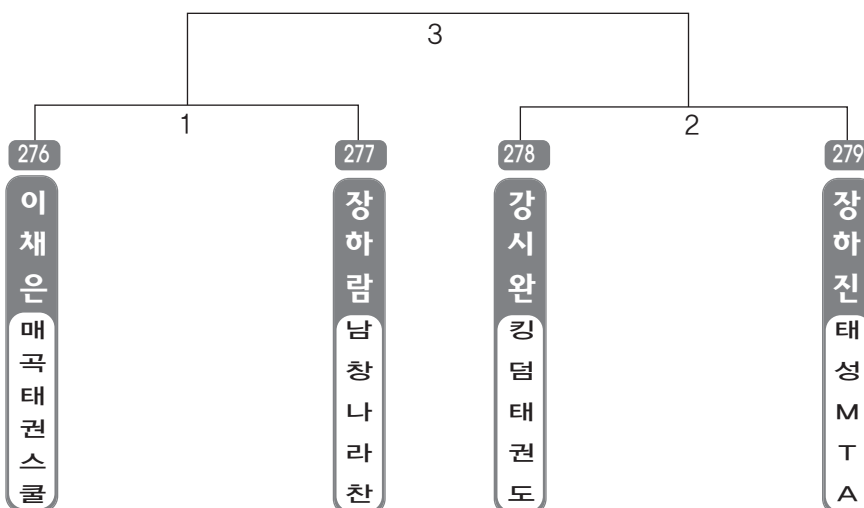 3
1
2
276
277
278
279
이채은
장하람
강시완
장하진
매곡태권스쿨
남창나라찬
킹덤태권도
태성MTA